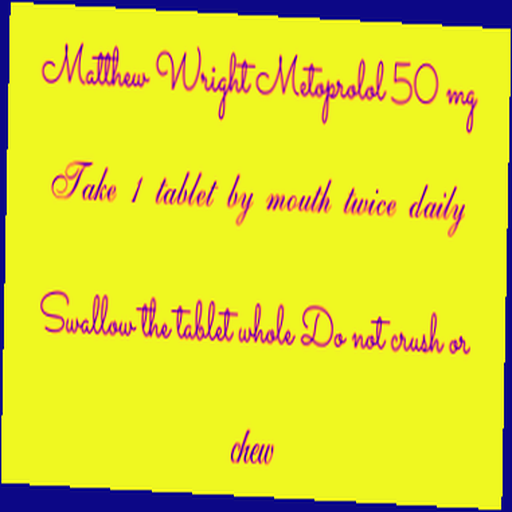 Matthew Wright Metoprolol 50 mg
Take 1 tablet by mouth twice daily
Swallow the tablet whole Do not crush or
chew